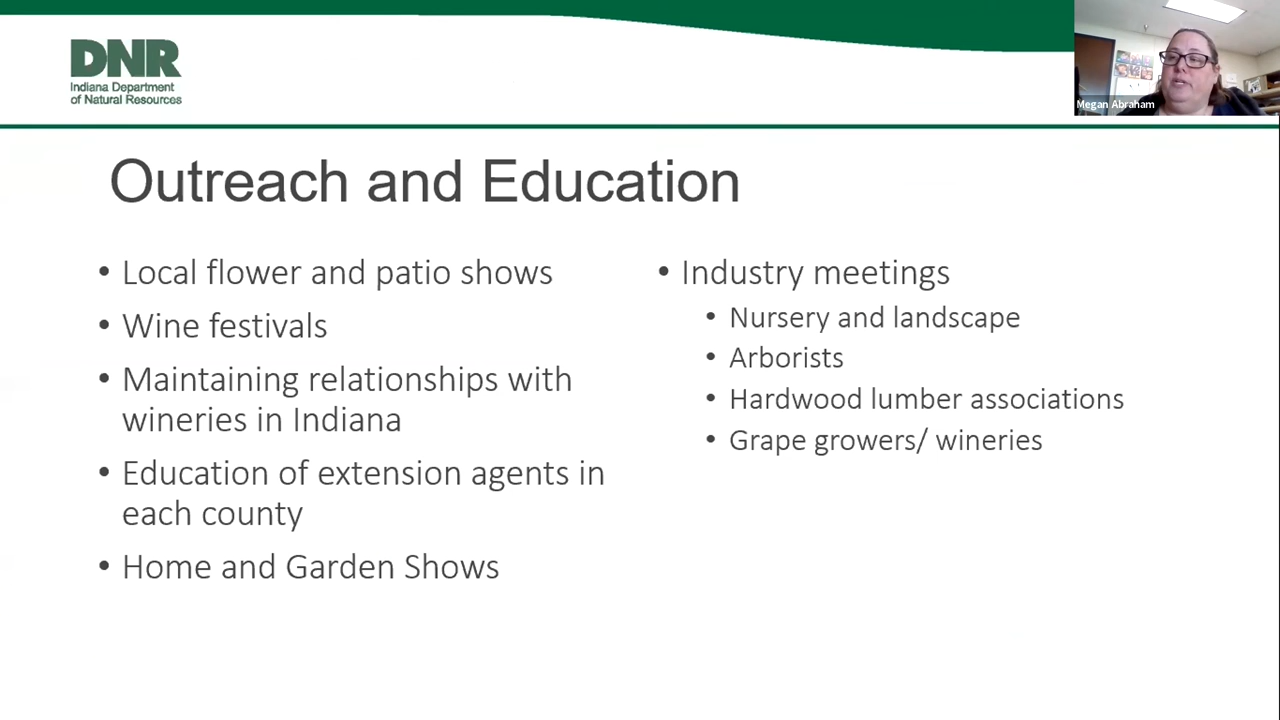 DNR
Indiana Department
of Natural Resources
Megan Abraham
Outreach and Education
• Local flower and patio shows
• Wine festivals
• Maintaining relationships with
wineries in Indiana
• Education of extension agents in
each county
• Home and Garden Shows
• Industry meetings
• Nursery and landscape
• Arborists
• Hardwood lumber associations
• Grape growers/ wineries